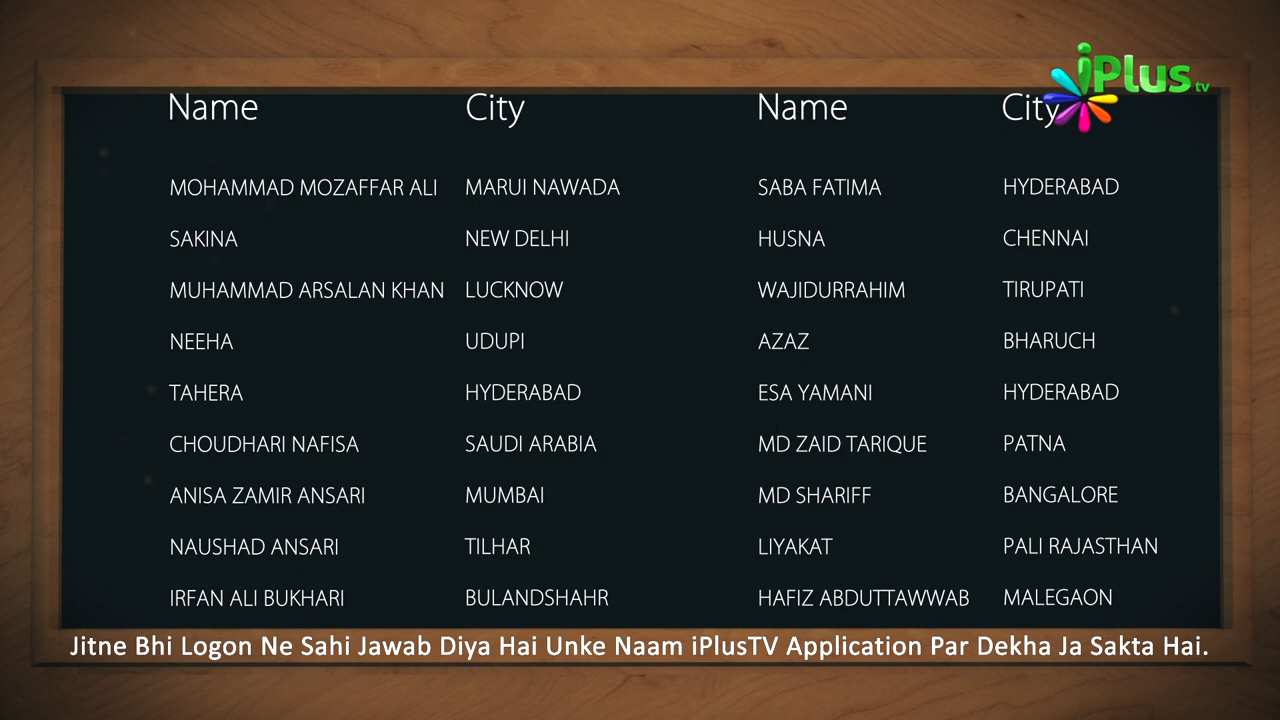 iPlus tv
Name City Name City
MOHAMMAD MOZAFFAR ALI MARUI NAWADA SABA FATIMA HYDERABAD
SAKINA NEW DELHI HUSNA CHENNAI
MUHAMMAD ARSALAN KHAN LUCKNOW WAJIDURRAHIM TIRUPATI
NEEHA UDUPI AZAZ BHARUCH
TAHERA HYDERABAD ESA YAMANI HYDERABAD
CHOUDHARI NAFISA SAUDI ARABIA MD ZAID TARIQUE PATNA
ANISA ZAMIR ANSARI MUMBAI MD SHARIFF BANGALORE
NAUSHAD ANSARI TILHAR LIYAKAT PALI RAJASTHAN
IRFAN ALI BUKHARI BULANDSHAHR HAFIZ ABDUTTAWWAB MALEGAON
Jitne Bhi Logon Ne Sahi Jawab Diya Hai Unke Naam iPlusTV Application Par Dekha Ja Sakta Hai.